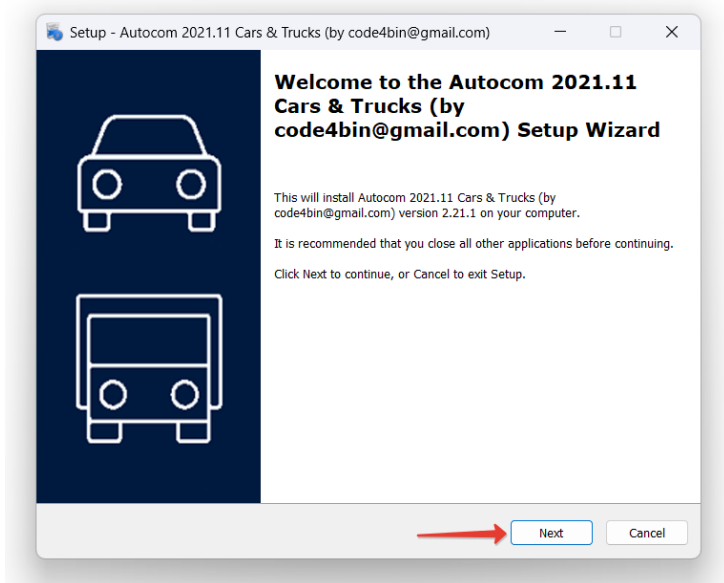 Setup - Autocom 2021.11 Cars & Trucks (by code4bin@gmail.com)
Welcome to the Autocom 2021.11
Cars & Trucks (by
code4bin@gmail.com) Setup Wizard
This will install Autocom 2021.11 Cars & Trucks (by
code4bin@gmail.com) version 2.21.1 on your computer.
It is recommended that you close all other applications before continuing.
Click Next to continue, or Cancel to exit Setup.
Next
Cancel